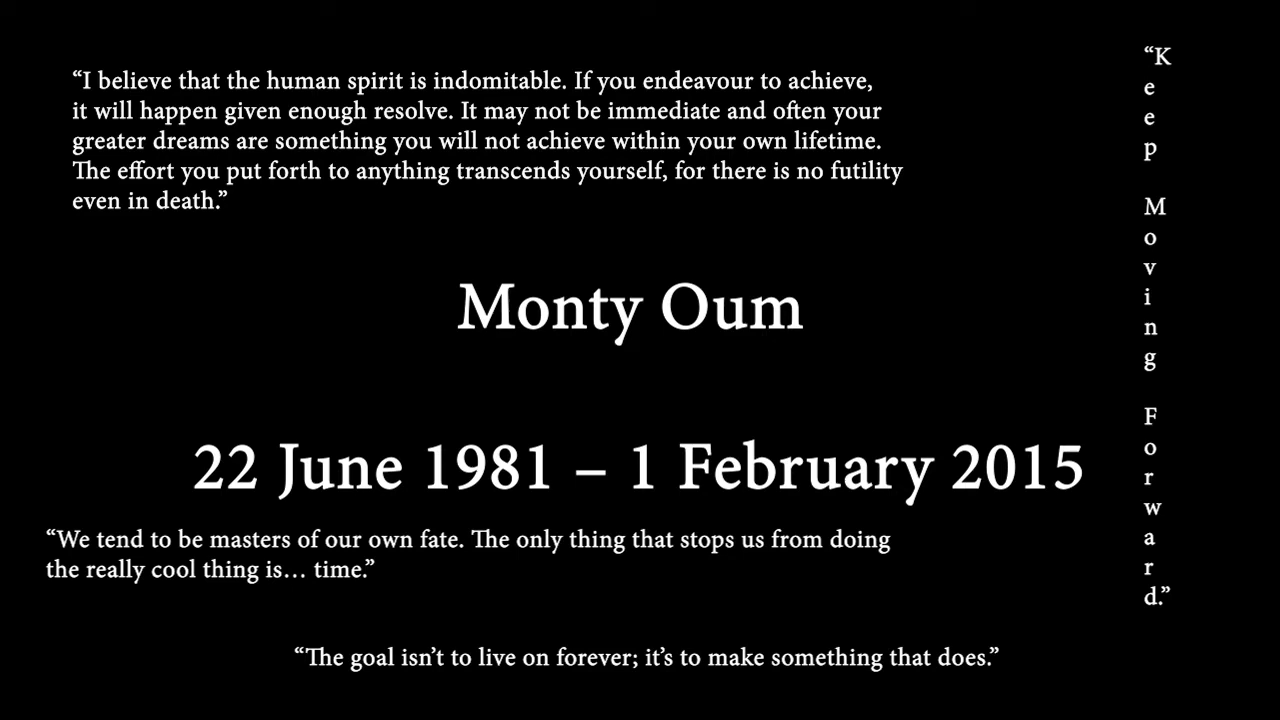 “I believe that the human spirit is indomitable. If you endeavour to achieve,
it will happen given enough resolve. It may not be immediate and often your
greater dreams are something you will not achieve within your own lifetime.
The effort you put forth to anything transcends yourself, for there is no futility
even in death.”
Monty Oum
22 June 1981 – 1 February 2015
“We tend to be masters of our own fate. The only thing that stops us from doing
the really cool thing is… time.”
“The goal isn’t to live on forever; it’s to make something that does.”
“Keep Moving Forward.”